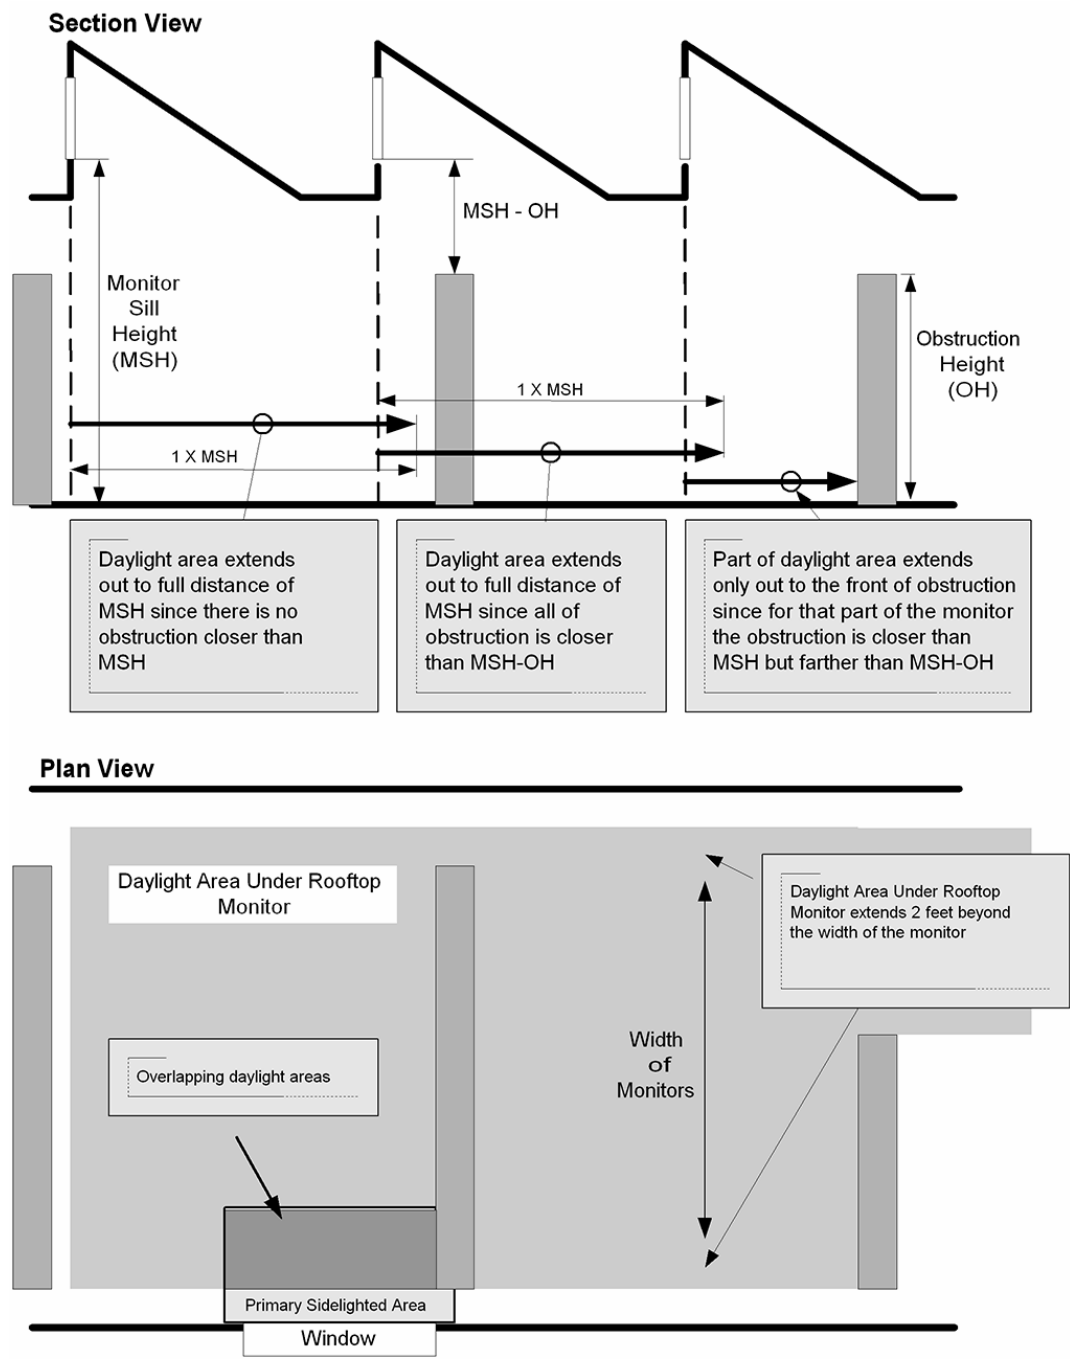 Section View
MSH - OH
Monitor
Sill
Height
(MSH)
Obstruction
Height
(OH)
1 X MSH
1 X MSH
Daylight area extends
out to full distance of
MSH since there is no
obstruction closer than
MSH
Daylight area extends
out to full distance of
MSH since all of
obstruction is closer
than MSH-OH
Part of daylight area extends
only out to the front of obstruction
since for that part of the monitor
the obstruction is closer than
MSH but farther than MSH-OH
Plan View
Daylight Area Under Rooftop
Monitor
Daylight Area Under Rooftop
Monitor extends 2 feet beyond
the width of the monitor
Width
of
Monitors
Overlapping daylight areas
Primary Sidelighted Area
Window